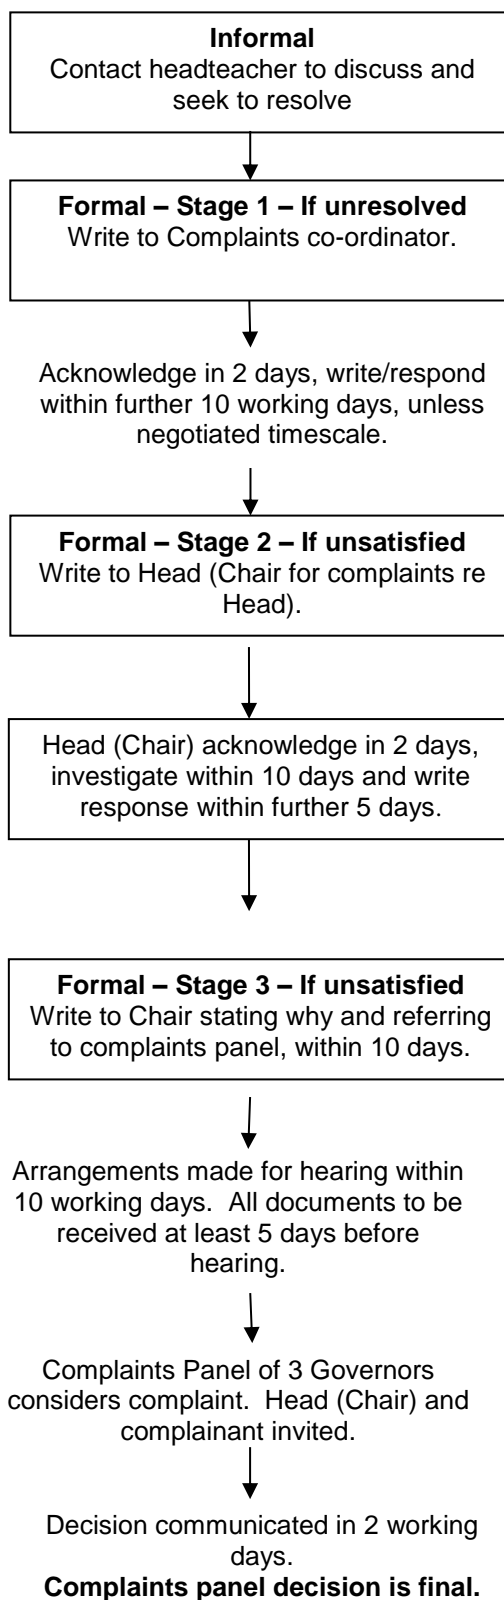 Informal
Contact headteacher to discuss and
seek to resolve
Formal – Stage 1 – If unresolved
Write to Complaints co-ordinator.
Acknowledge in 2 days, write/respond
within further 10 working days, unless
negotiated timescale.
Formal – Stage 2 – If unsatisfied
Write to Head (Chair for complaints re
Head).
Head (Chair) acknowledge in 2 days,
investigate within 10 days and write
response within further 5 days.
Formal – Stage 3 – If unsatisfied
Write to Chair stating why and referring
to complaints panel, within 10 days.
Arrangements made for hearing within
10 working days.  All documents to be
received at least 5 days before
hearing.
Complaints Panel of 3 Governors
considers complaint.  Head (Chair) and
complainant invited.
Decision communicated in 2 working
days.
Complaints panel decision is final.